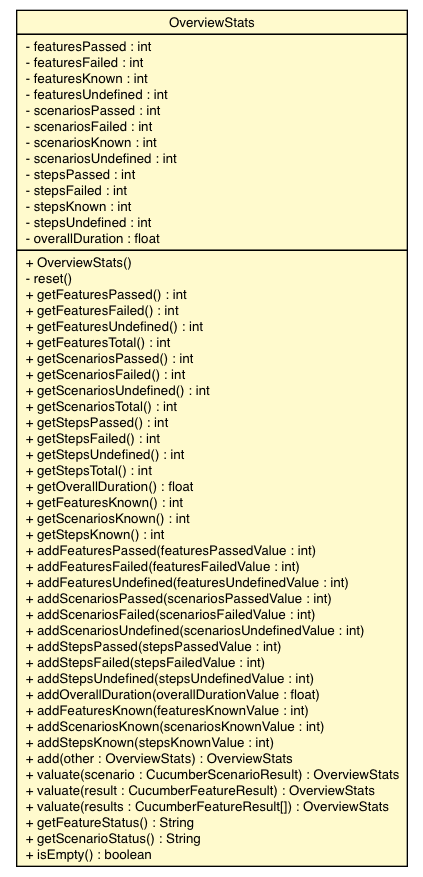 OverviewStats
- featuresPassed : int
- featuresFailed : int
- featuresKnown : int
- featuresUndefined : int
- scenariosPassed : int
- scenariosFailed : int
- scenariosKnown : int
- scenariosUndefined : int
- stepsPassed : int
- stepsFailed : int
- stepsKnown : int
- stepsUndefined : int
- overallDuration : float
+ OverviewStats()
- reset()
+ getFeaturesPassed() : int
+ getFeaturesFailed() : int
+ getFeaturesUndefined() : int
+ getFeaturesTotal() : int
+ getScenariosPassed() : int
+ getScenariosFailed() : int
+ getScenariosUndefined() : int
+ getScenariosTotal() : int
+ getStepsPassed() : int
+ getStepsFailed() : int
+ getStepsUndefined() : int
+ getStepsTotal() : int
+ getOverallDuration() : float
+ getFeaturesKnown() : int
+ getScenariosKnown() : int
+ getStepsKnown() : int
+ addFeaturesPassed(featuresPassedValue : int)
+ addFeaturesFailed(featuresFailedValue : int)
+ addFeaturesUndefined(featuresUndefinedValue : int)
+ addScenariosPassed(scenariosPassedValue : int)
+ addScenariosFailed(scenariosFailedValue : int)
+ addScenariosUndefined(scenariosUndefinedValue : int)
+ addStepsPassed(stepsPassedValue : int)
+ addStepsFailed(stepsFailedValue : int)
+ addStepsUndefined(stepsUndefinedValue : int)
+ addOverallDuration(overallDurationValue : float)
+ addFeaturesKnown(featuresKnownValue : int)
+ addScenariosKnown(scenariosKnownValue : int)
+ addStepsKnown(stepsKnownValue : int)
+ add(other : OverviewStats) : OverviewStats
+ valuate(scenario : CucumberScenarioResult) : OverviewStats
+ valuate(result : CucumberFeatureResult) : OverviewStats
+ valuate(results : CucumberFeatureResult[]) : OverviewStats
+ getFeatureStatus() : String
+ getScenarioStatus() : String
+ isEmpty() : boolean